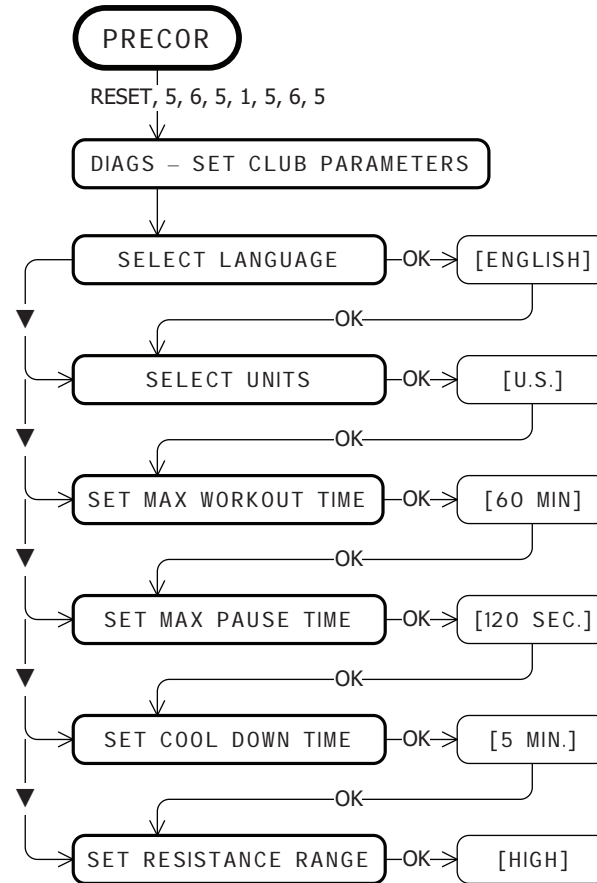 PRECOR
RESET, 5, 6, 5, 1, 5, 6, 5
DIAGS – SET CLUB PARAMETERS
SELECT LANGUAGE
OK
[ENGLISH]
OK
SELECT UNITS
OK
[U.S.]
OK
SET MAX WORKOUT TIME
OK
[60 MIN]
OK
SET MAX PAUSE TIME
OK
[120 SEC.]
OK
SET COOL DOWN TIME
OK
[5 MIN.]
OK
SET RESISTANCE RANGE
OK
[HIGH]